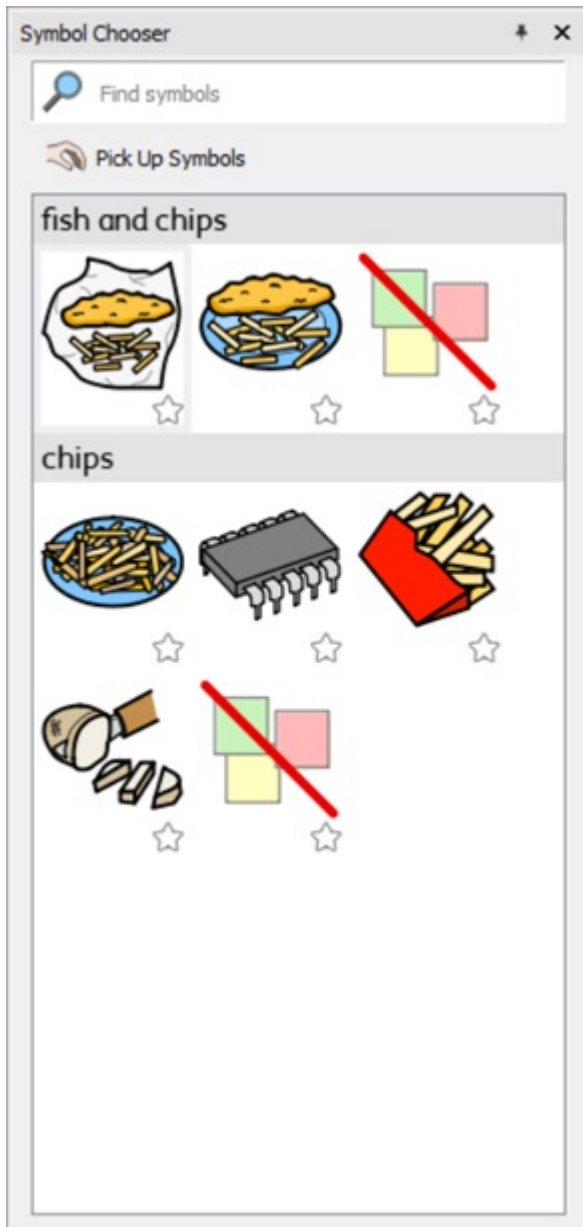 Symbol Chooser
Find symbols
Pick Up Symbols
fish and chips
chips